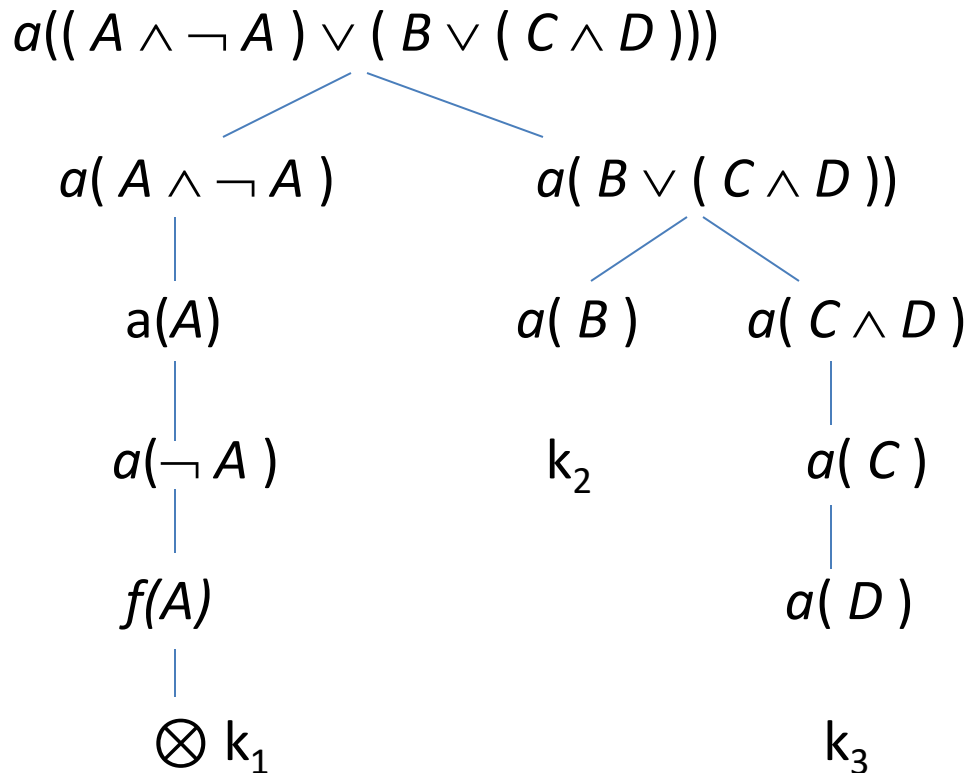 a(( A ∧ ¬ A ) ∨ ( B ∨ ( C ∧ D )))
a( A ∧ ¬ A ) a( B ∨ ( C ∧ D ))
a(A) a( B ) a( C ∧ D )
a(¬ A ) k₂ a( C )
f(A) a( D )
⊗ k₁ k₃